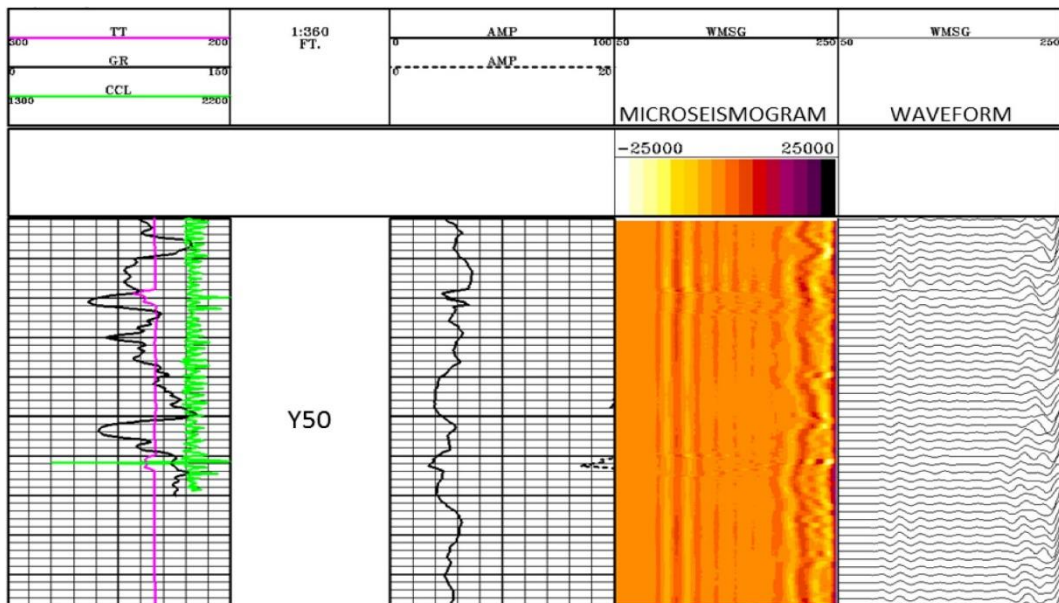 TT
300 200
GR
0 150
CCL
1300 2200
1:360
FT.
AMP
0 100
AMP
0 20
WMSG
50 250
MICROSEISMOGRAM
WMSG
50 250
WAVEFORM
-25000 25000
Y50